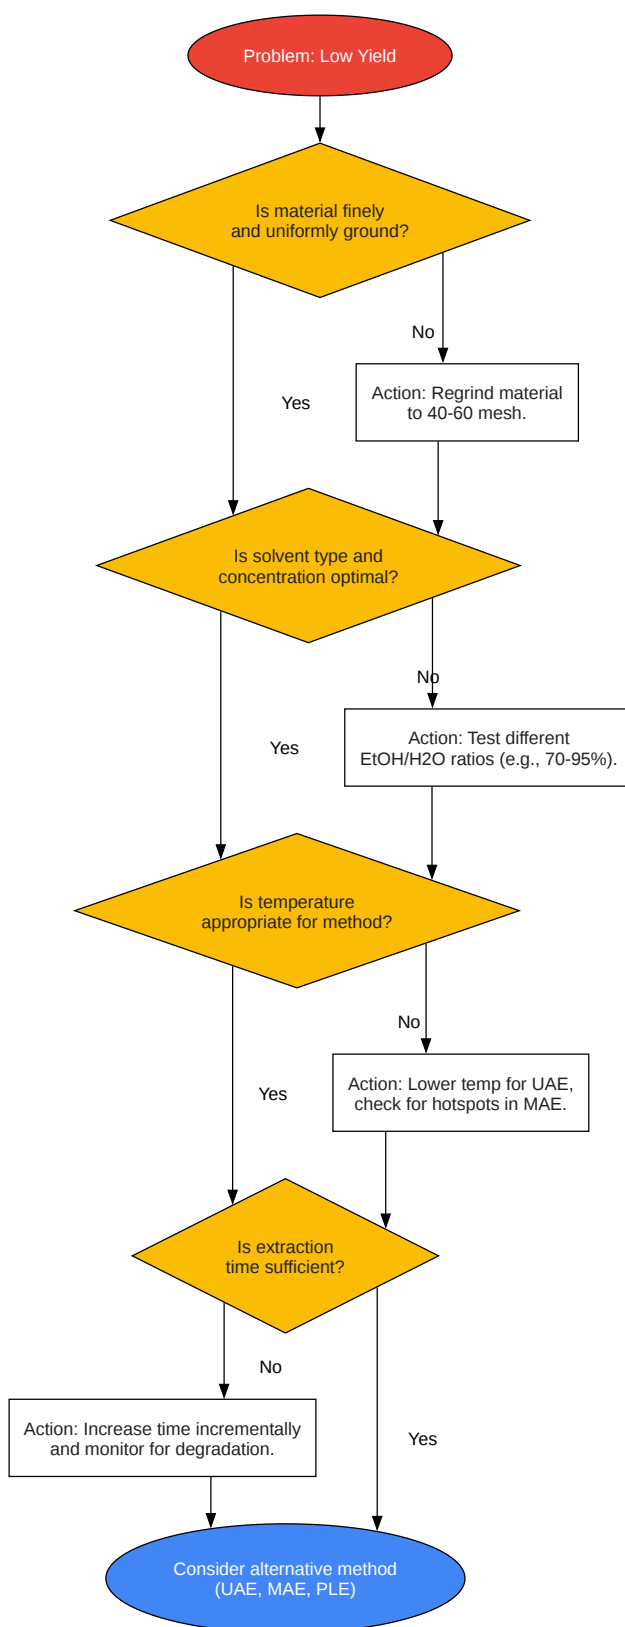 Problem: Low Yield
Is material finely
and uniformly ground?
No
Yes
Action: Regrind material
to 40-60 mesh.
Is solvent type and
concentration optimal?
No
Yes
Action: Test different
EtOH/H2O ratios (e.g., 70-95%).
Is temperature
appropriate for method?
No
Yes
Action: Lower temp for UAE,
check for hotspots in MAE.
Is extraction
time sufficient?
No
Action: Increase time incrementally
and monitor for degradation.
Yes
Consider alternative method
(UAE, MAE, PLE)